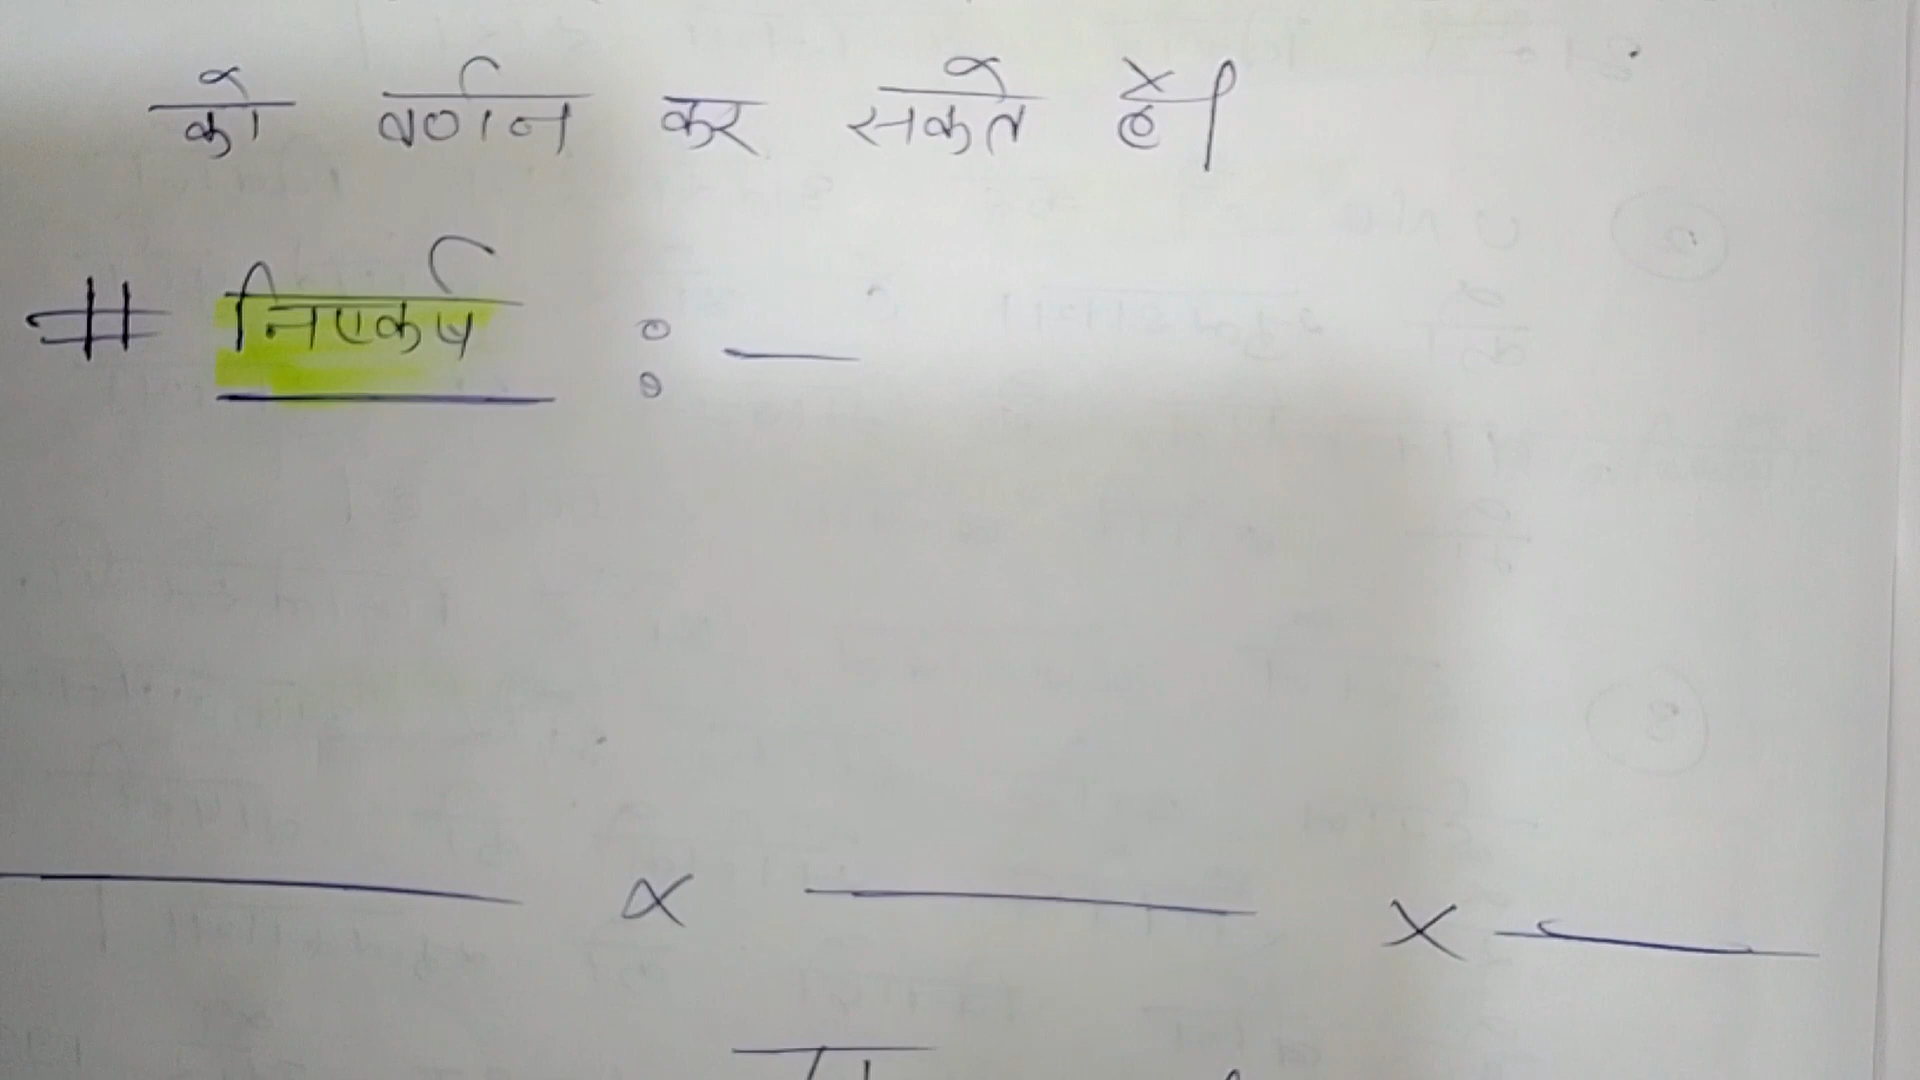 को वर्णन कर सकते हैं।
# निष्कर्ष :—